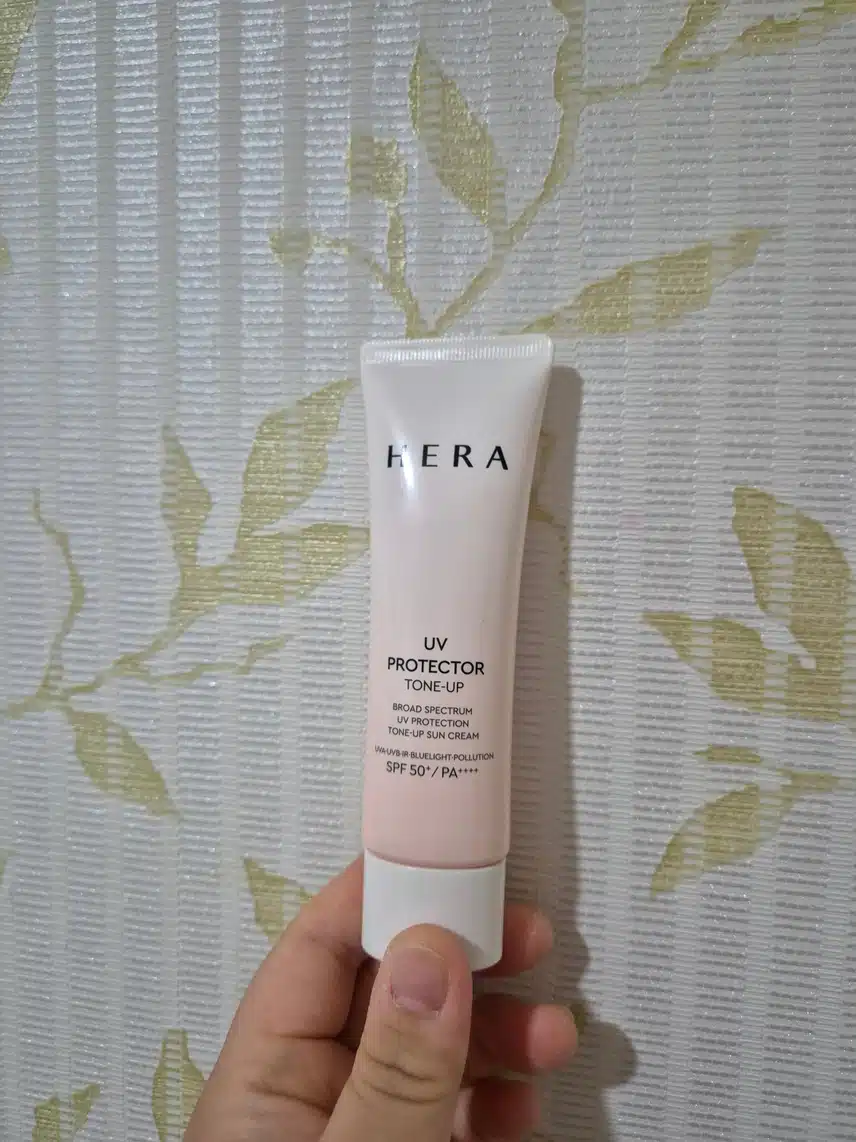 HERA
UV
PROTECTOR
TONE-UP
BROAD SPECTRUM
UV PROTECTION
TONE-UP SUN CREAM
UVA·UVB·IR·BLUELIGHT·POLLUTION
SPF 50+/ PA++++